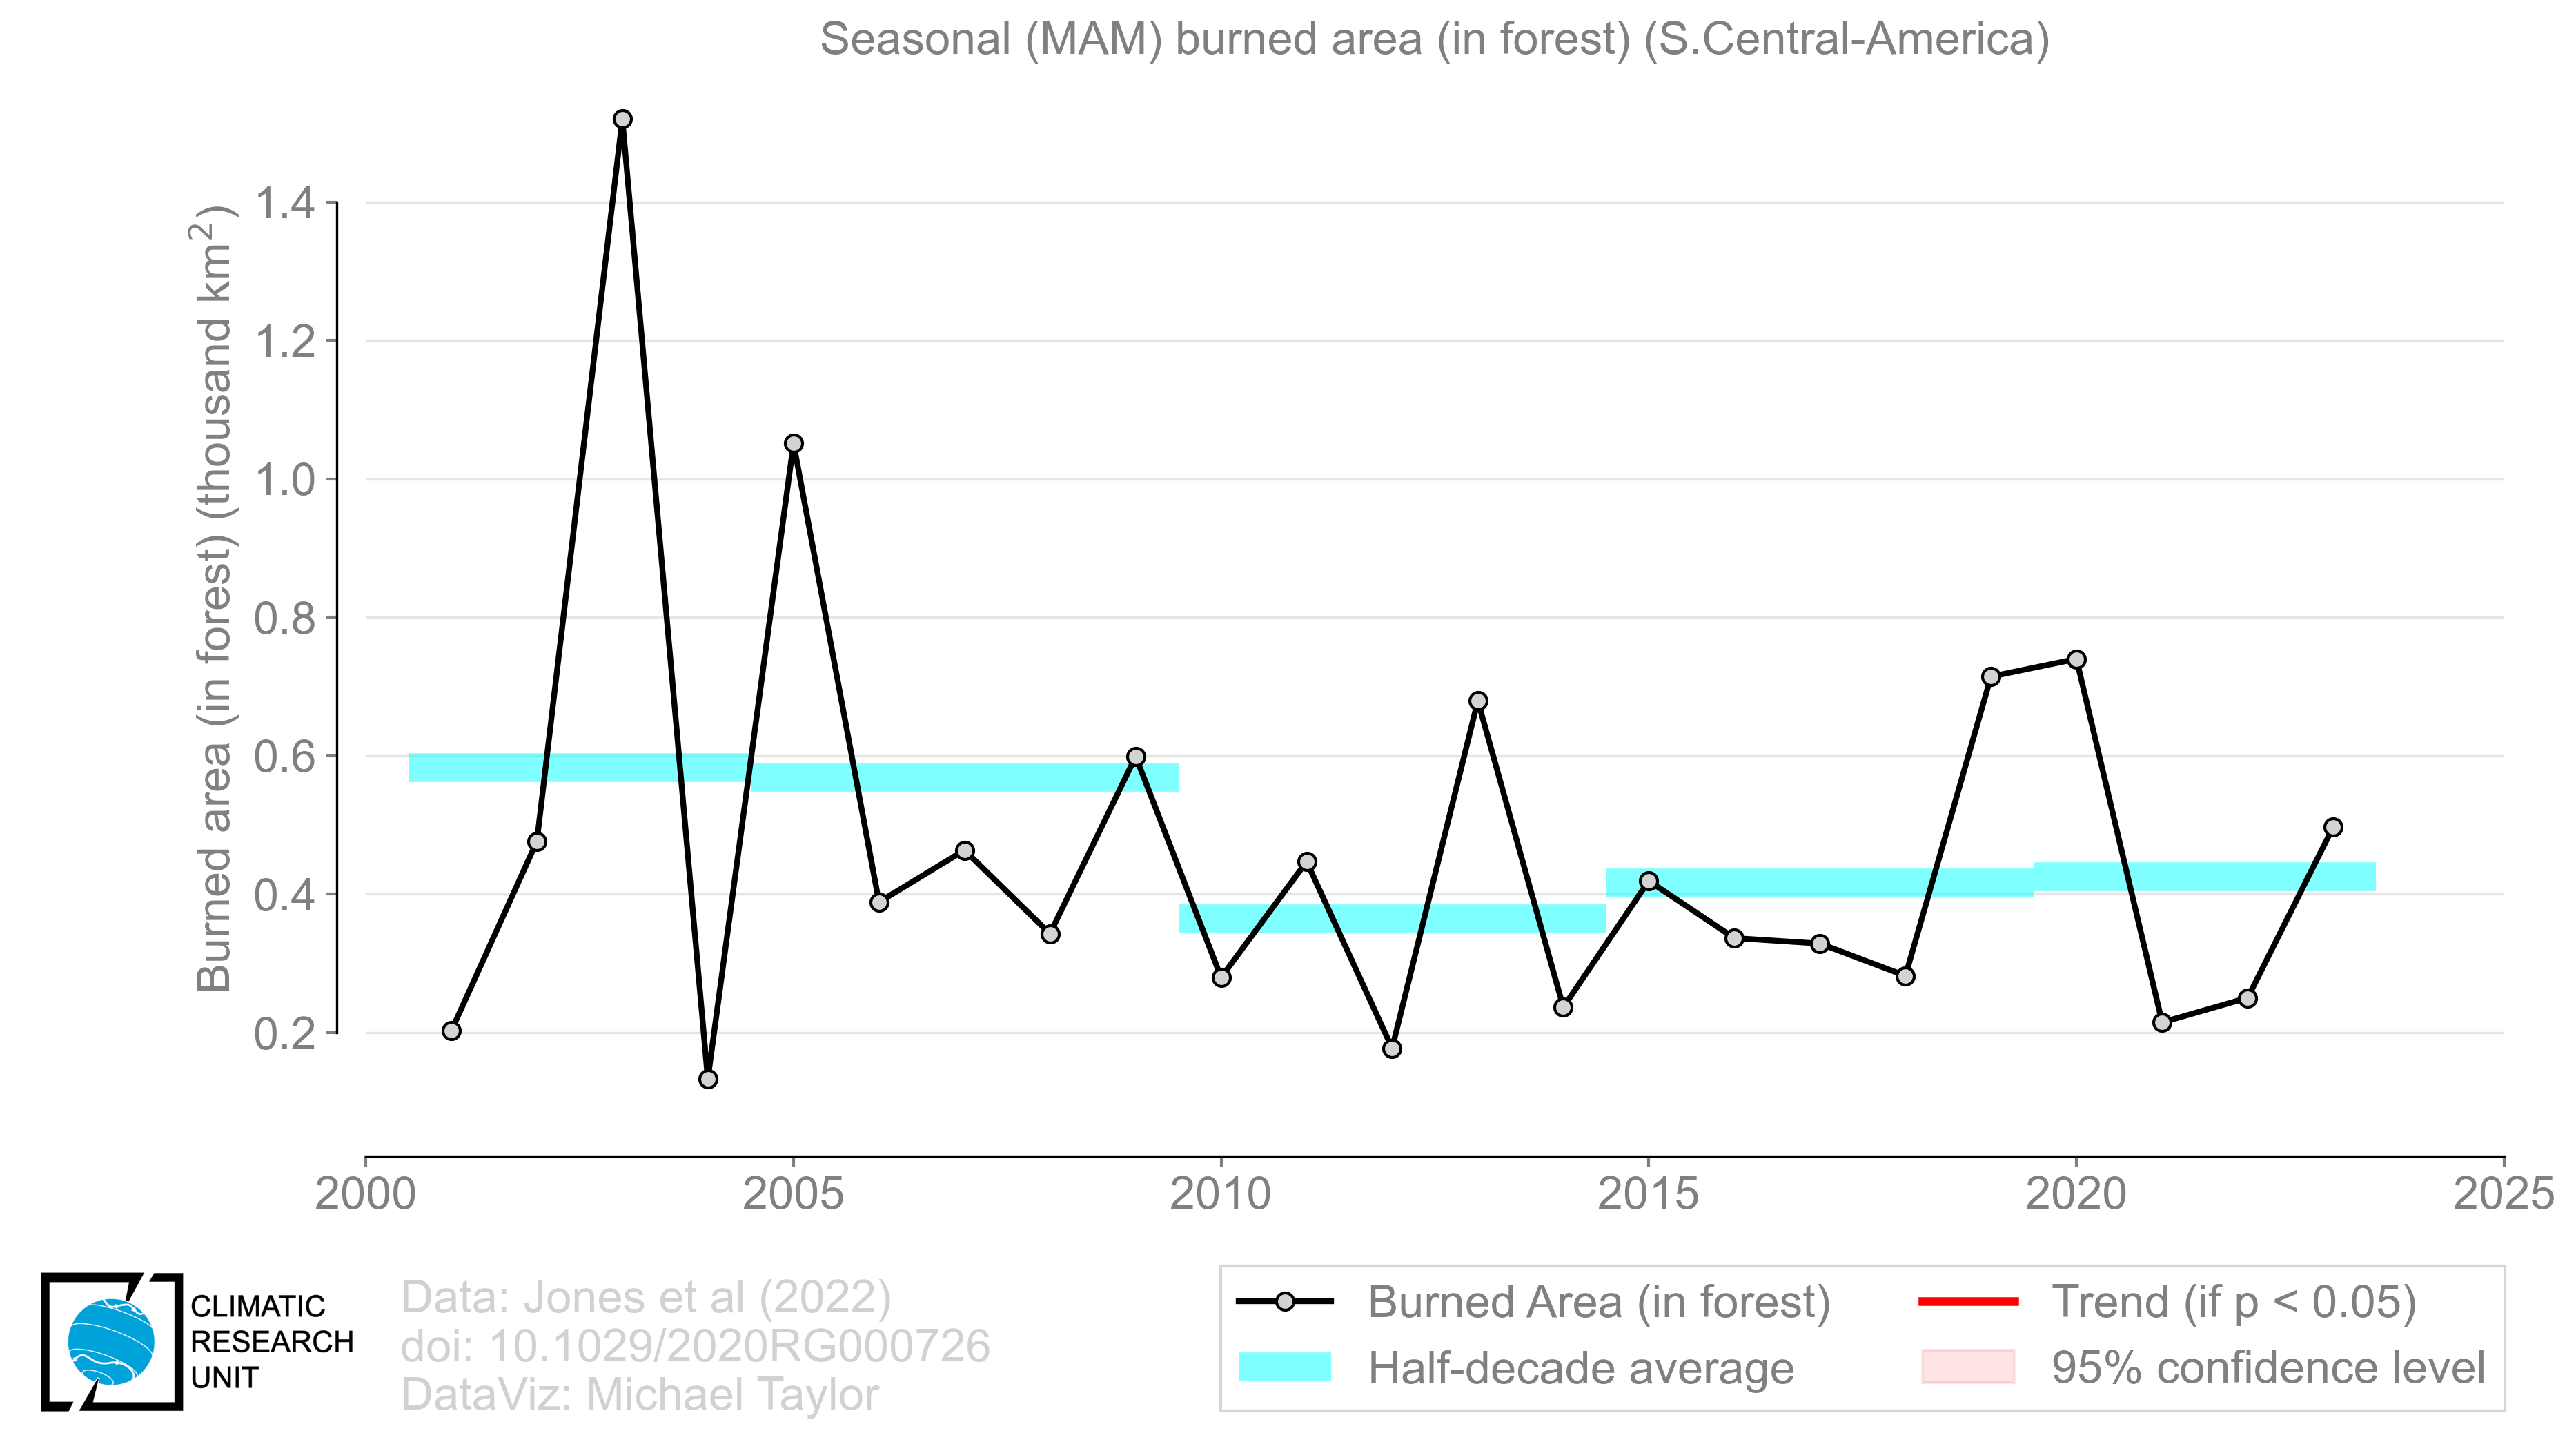 Seasonal (MAM) burned area (in forest) (S.Central-America)
Burned area (in forest) (thousand km²)
1.4
1.2
1.0
0.8
0.6
0.4
0.2
2000 2005 2010 2015 2020 2025
CLIMATIC
RESEARCH
UNIT
Data: Jones et al (2022)
doi: 10.1029/2020RG000726
DataViz: Michael Taylor
Burned Area (in forest)
Half-decade average
Trend (if p < 0.05)
95% confidence level